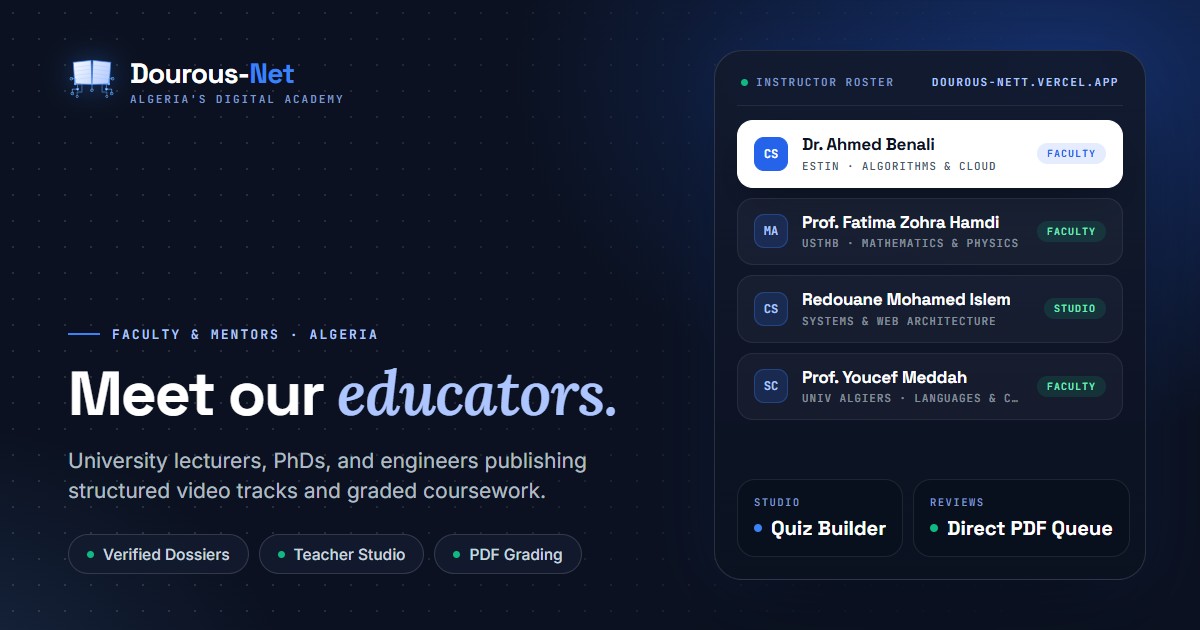 Dourous-Net
ALGERIA'S DIGITAL ACADEMY
FACULTY & MENTORS · ALGERIA
Meet our educators.
University lecturers, PhDs, and engineers publishing
structured video tracks and graded coursework.
Verified Dossiers
Teacher Studio
PDF Grading
INSTRUCTOR ROSTER
DOUROUS-NETT.VERCEL.APP
CS
Dr. Ahmed Benali
ESTIN · ALGORITHMS & CLOUD
FACULTY
MA
Prof. Fatima Zohra Hamdi
USTHB · MATHEMATICS & PHYSICS
FACULTY
CS
Redouane Mohamed Islem
SYSTEMS & WEB ARCHITECTURE
STUDIO
SC
Prof. Youcef Meddah
UNIV ALGIERS · LANGUAGES & C…
FACULTY
STUDIO
Quiz Builder
REVIEWS
Direct PDF Queue